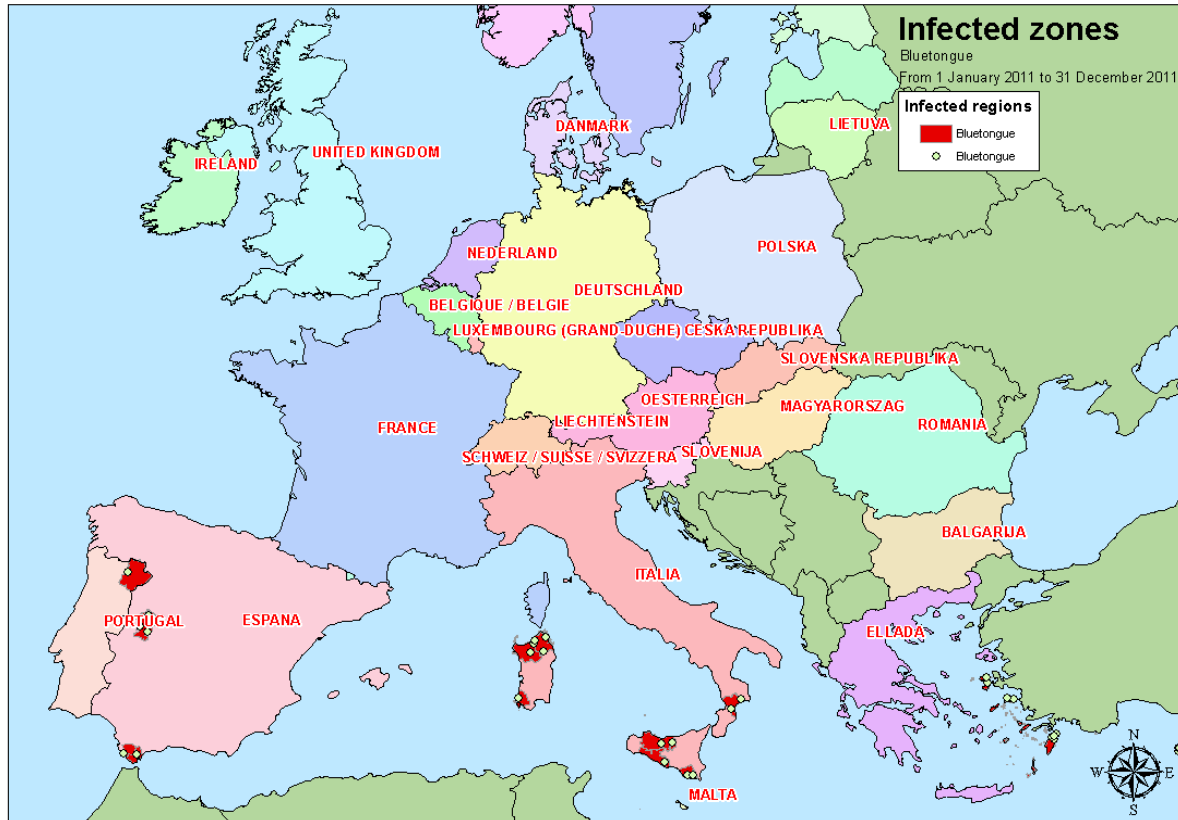 Infected zones
Bluetongue
From 1 January 2011 to 31 December 2011
Infected regions
Bluetongue
Bluetongue
DANMARK
LIETUVA
UNITED KINGDOM
IRELAND
POLSKA
NEDERLAND
DEUTSCHLAND
BELGIQUE / BELGIE
LUXEMBOURG (GRAND-DUCHE)
CESKA REPUBLIKA
SLOVENSKA REPUBLIKA
OESTERREICH
MAGYARORSZAG
LIECHTENSTEIN
ROMANIA
FRANCE
SLOVENIJA
SCHWEIZ / SUISSE / SVIZZERA
BALGARIJA
ITALIA
PORTUGAL
ESPANA
ELLADA
MALTA
N
W
E
S